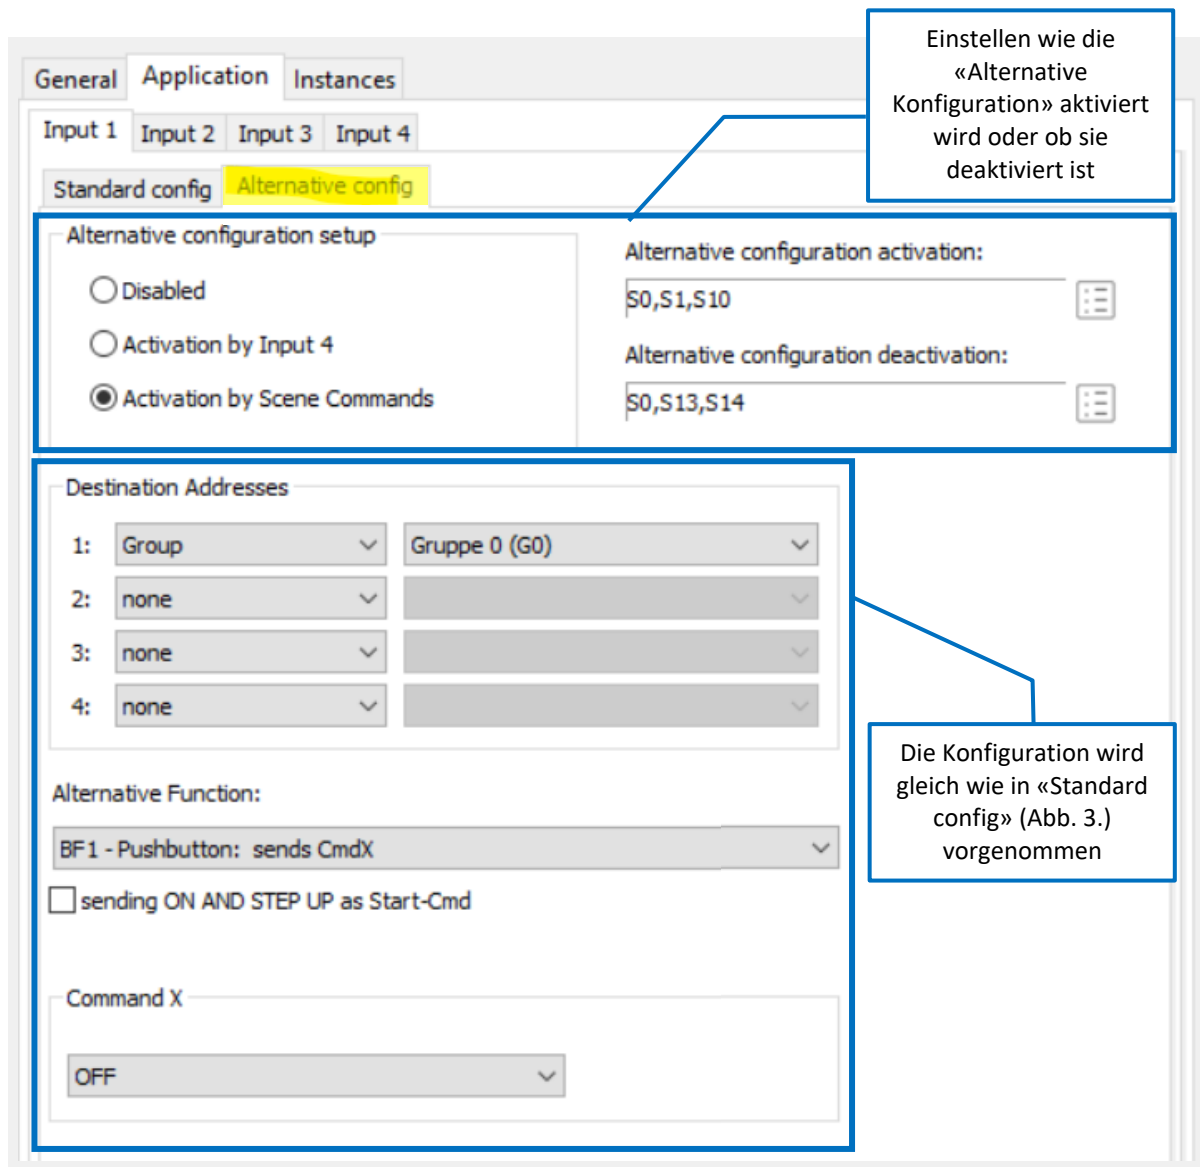 Einstellen wie die
«Alternative
Konfiguration» aktiviert
wird oder ob sie
deaktiviert ist
General Application Instances
Input 1 Input 2 Input 3 Input 4
Standard config Alternative config
Alternative configuration setup
Disabled
Activation by Input 4
Activation by Scene Commands
Alternative configuration activation:
S0,S1,S10
Alternative configuration deactivation:
S0,S13,S14
Destination Addresses
1: Group Gruppe 0 (G0)
2: none
3: none
4: none
Die Konfiguration wird
gleich wie in «Standard
config» (Abb. 3.)
vorgenommen
Alternative Function:
BF1 - Pushbutton: sends CmdX
sending ON AND STEP UP as Start-Cmd
Command X
OFF